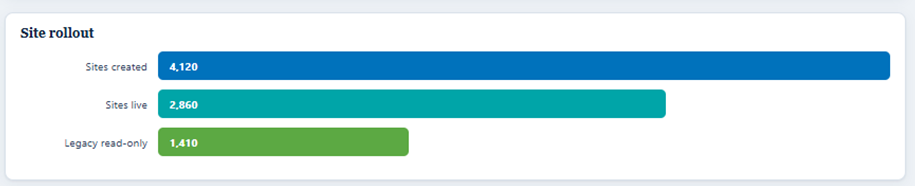 Site rollout
Sites created 4,120
Sites live 2,860
Legacy read-only 1,410